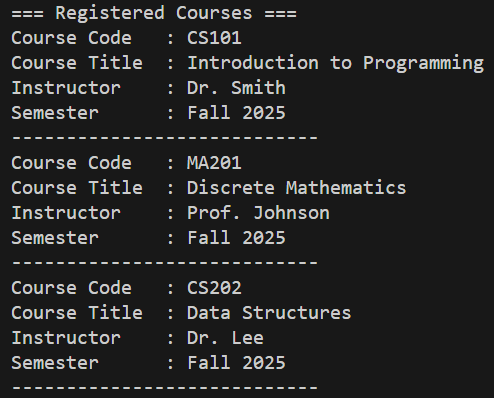 === Registered Courses ===
Course Code   : CS101
Course Title  : Introduction to Programming
Instructor    : Dr. Smith
Semester      : Fall 2025
----------------------------
Course Code   : MA201
Course Title  : Discrete Mathematics
Instructor    : Prof. Johnson
Semester      : Fall 2025
----------------------------
Course Code   : CS202
Course Title  : Data Structures
Instructor    : Dr. Lee
Semester      : Fall 2025
----------------------------